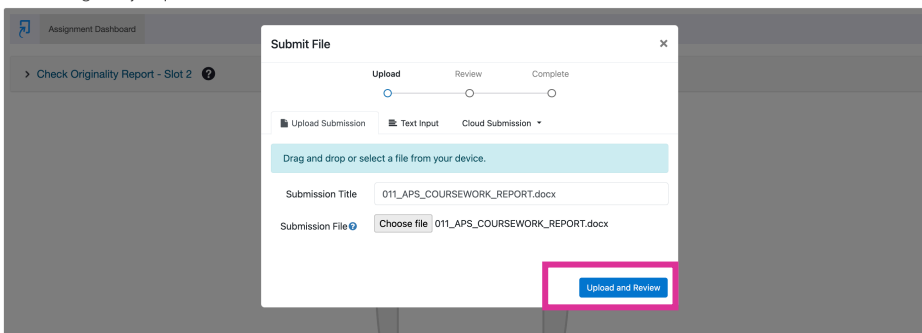 Assignment Dashboard
Submit File ×
Check Originality Report - Slot 2 ?
Upload Review Complete
Upload Submission Text Input Cloud Submission
Drag and drop or select a file from your device.
Submission Title 011_APS_COURSEWORK_REPORT.docx
Submission File ? Choose file 011_APS_COURSEWORK_REPORT.docx
Upload and Review